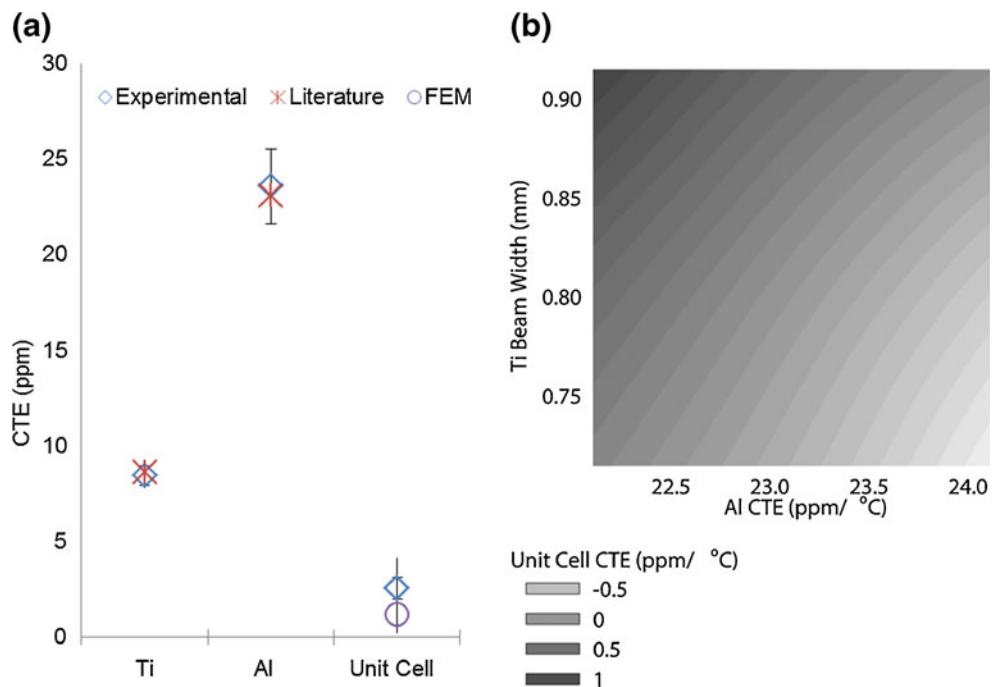 (a)
30
25
20
15
10
5
0
CTE (ppm)
Experimental
Literature
FEM
Ti
Al
Unit Cell
(b)
0.90
0.85
0.80
0.75
Ti Beam Width (mm)
22.5
23.0
23.5
24.0
Al CTE (ppm/ °C)
Unit Cell CTE (ppm/ °C)
-0.5
0
0.5
1